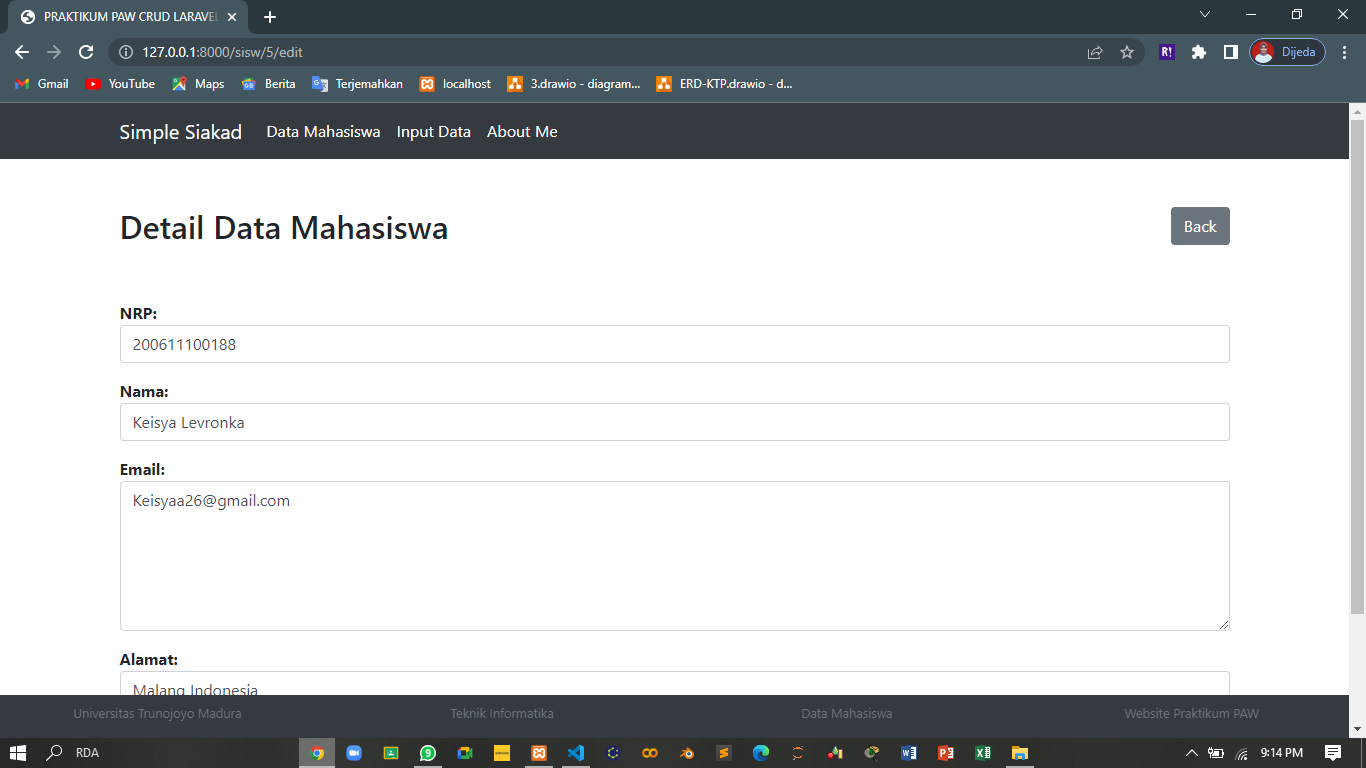 PRAKTIKUM PAW CRUD LARAVEL
127.0.0.1:8000/sisw/5/edit
R!
Dijeda
Gmail
YouTube
Maps
Berita
Terjemahkan
localhost
3.drawio - diagram...
ERD-KTP.drawio - d...
Simple Siakad
Data Mahasiswa
Input Data
About Me
Detail Data Mahasiswa
Back
NRP:
200611100188
Nama:
Keisya Levronka
Email:
Keisyaa26@gmail.com
Alamat:
Malang Indonesia
Universitas Trunojoyo Madura
Teknik Informatika
Data Mahasiswa
Website Praktikum PAW
RDA
9
9:14 PM